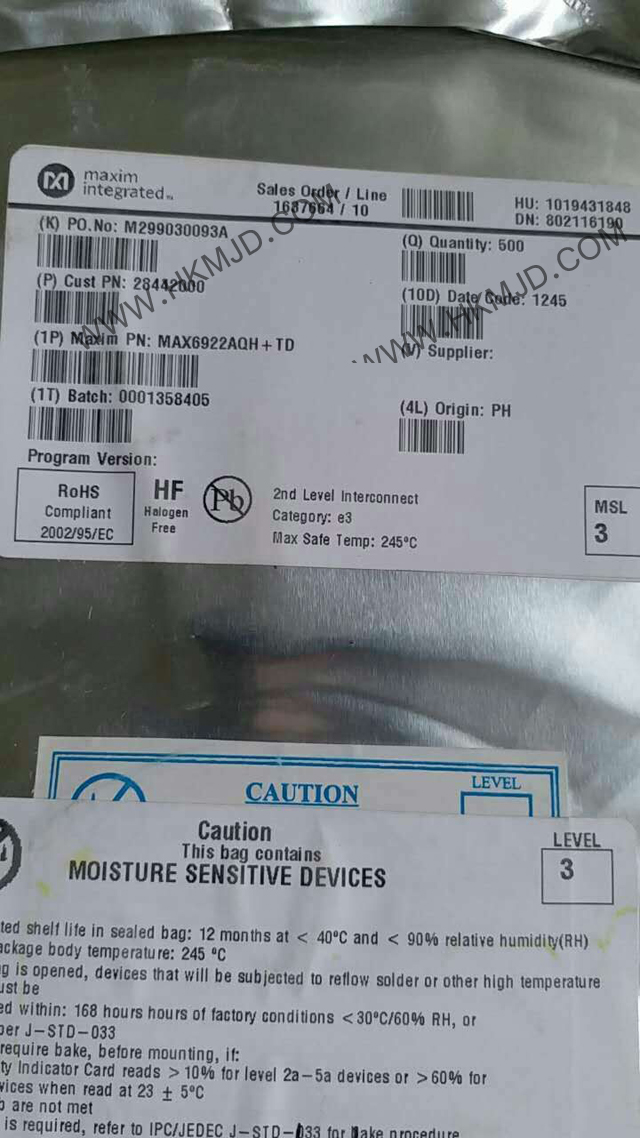 maxim
integrated™
Sales Order / Line
1687664 / 10
HU: 1019431848
DN: 802116190
(K) PO.No: M299030093A
(Q) Quantity: 500
(P) Cust PN: 28442000
(10D) Date Code: 1245
(1P) Maxim PN: MAX6922AQH+TD
(V) Supplier:
(1T) Batch: 0001358405
(4L) Origin: PH
Program Version:
RoHS
Compliant
2002/95/EC
HF
Halogen
Free
Pb
2nd Level Interconnect
Category: e3
Max Safe Temp: 245°C
MSL
3
WWW.HKMJD.COM
WWW.HKMJD.COM
CAUTION
LEVEL
Caution
This bag contains
MOISTURE SENSITIVE DEVICES
LEVEL
3
ted shelf life in sealed bag: 12 months at < 40°C and < 90% relative humidity(RH)
ackage body temperature: 245 °C
g is opened, devices that will be subjected to reflow solder or other high temperature
ust be
ed within: 168 hours hours of factory conditions <30°C/60% RH, or
per J-STD-033
require bake, before mounting, if:
ty Indicator Card reads >10% for level 2a-5a devices or >60% for
vices when read at 23 ± 5°C
b are not met
is required, refer to IPC/JEDEC J-STD-033 for bake procedure